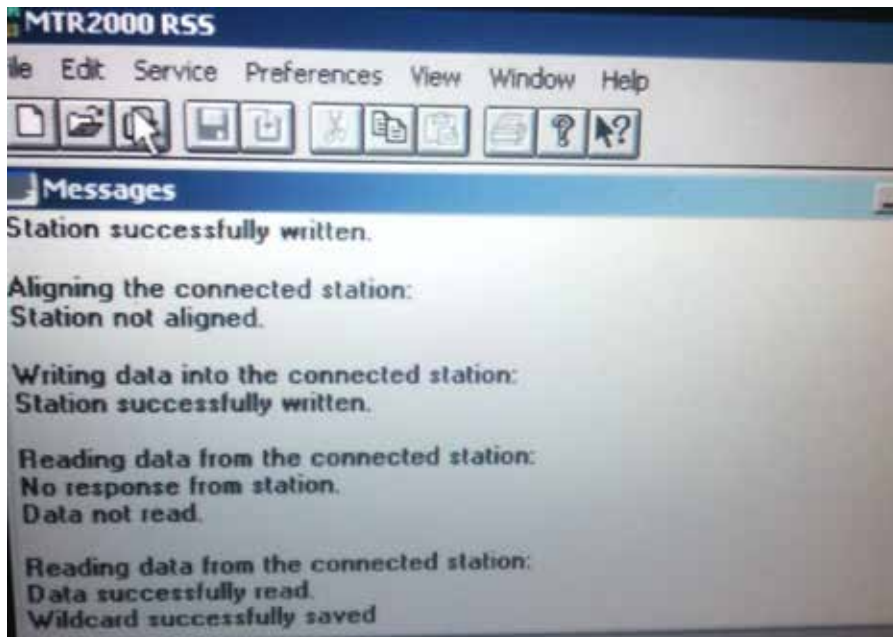 MTR2000 RSS
ile Edit Service Preferences View Window Help
Messages
Station successfully written.
Aligning the connected station:
Station not aligned.
Writing data into the connected station:
Station successfully written.
Reading data from the connected station:
No response from station.
Data not read.
Reading data from the connected station:
Data successfully read.
Wildcard successfully saved